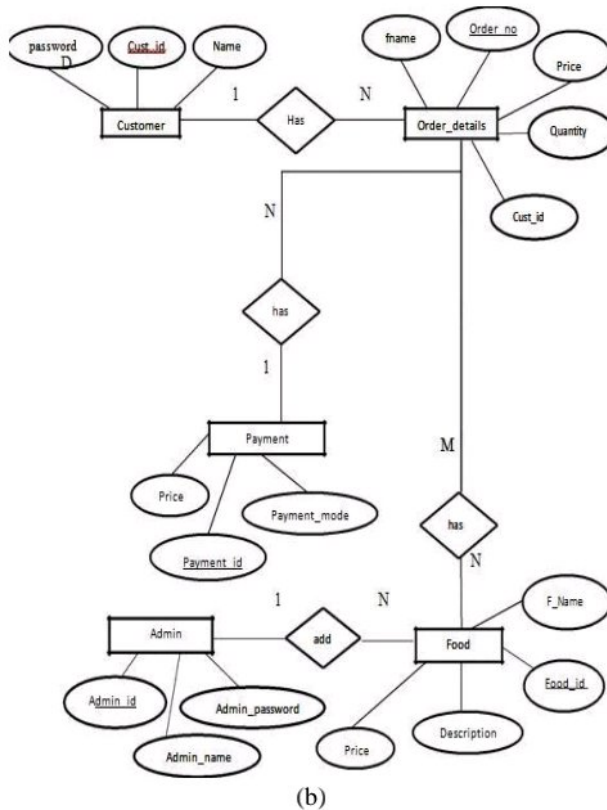 password
D
Cust_id
Name
fname
Order_no
Price
Quantity
Cust_id
Customer
1
Has
N
Order_details
N
has
1
Payment
Price
Payment_id
Payment_mode
M
has
N
Admin
1
add
N
Food
F_Name
Food_id
Admin_id
Admin_password
Admin_name
Price
Description
(b)